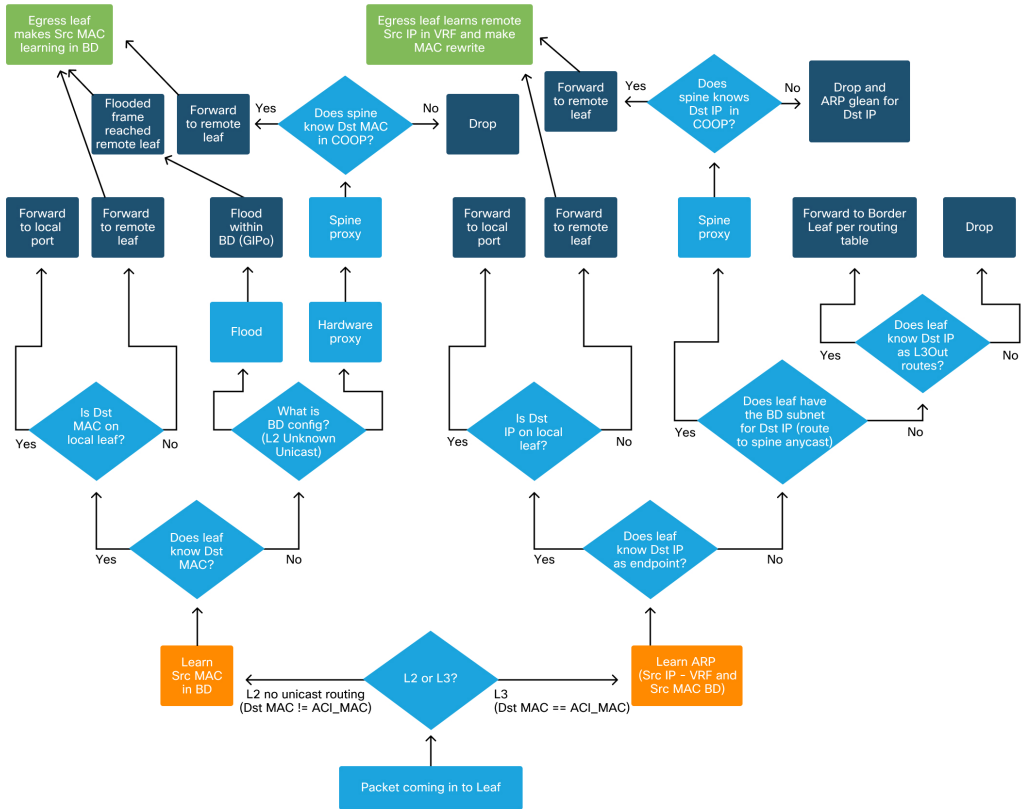 Egress leaf
makes Src MAC
learning in BD
Egress leaf learns remote
Src IP in VRF and make
MAC rewrite
Flooded
frame
reached
remote leaf
Forward
to remote
leaf
Yes
Does spine
know Dst MAC
in COOP?
No
Drop
Forward
to remote
leaf
Yes
Does
spine knows
Dst IP in
COOP?
No
Drop and
ARP glean for
Dst IP
Forward
to local
port
Forward
to remote
leaf
Flood
within
BD (GIPo)
Spine
proxy
Forward
to local
port
Forward
to remote
leaf
Spine
proxy
Forward to Border
Leaf per routing
table
Drop
Flood
Hardware
proxy
Does leaf
know Dst IP
as L3Out
routes?
Yes
No
Is Dst
MAC on
local leaf?
Yes
No
What is
BD config?
(L2 Unknown
Unicast)
Is Dst
IP on local
leaf?
Yes
No
Does leaf have
the BD subnet
for Dst IP (route
to spine anycast)
Yes
No
Does leaf
know Dst
MAC?
Yes
No
Does leaf
know Dst IP
as endpoint?
Yes
No
Learn
Src MAC
in BD
L2 or L3?
Learn ARP
(Src IP - VRF and
Src MAC BD)
L2 no unicast routing
(Dst MAC != ACI_MAC)
L3
(Dst MAC == ACI_MAC)
Packet coming in to Leaf